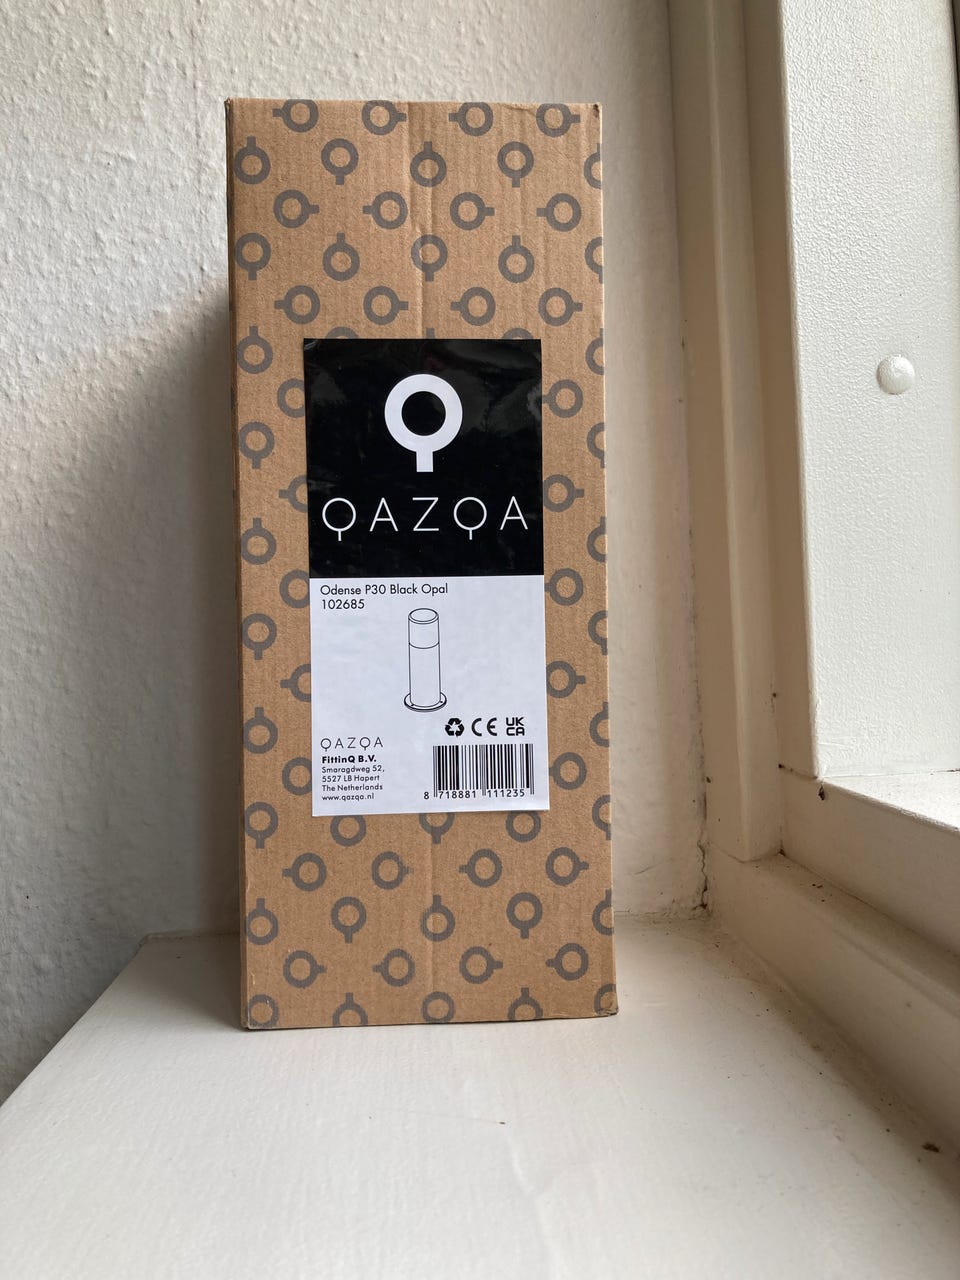 QAZQA
Odense P30 Black Opal
102685
CE UK CA
QAZQA
FittinQ B.V.
Smaragdweg 52,
5527 LB Hapert
The Netherlands
www.qazqa.nl
8 718881 111235